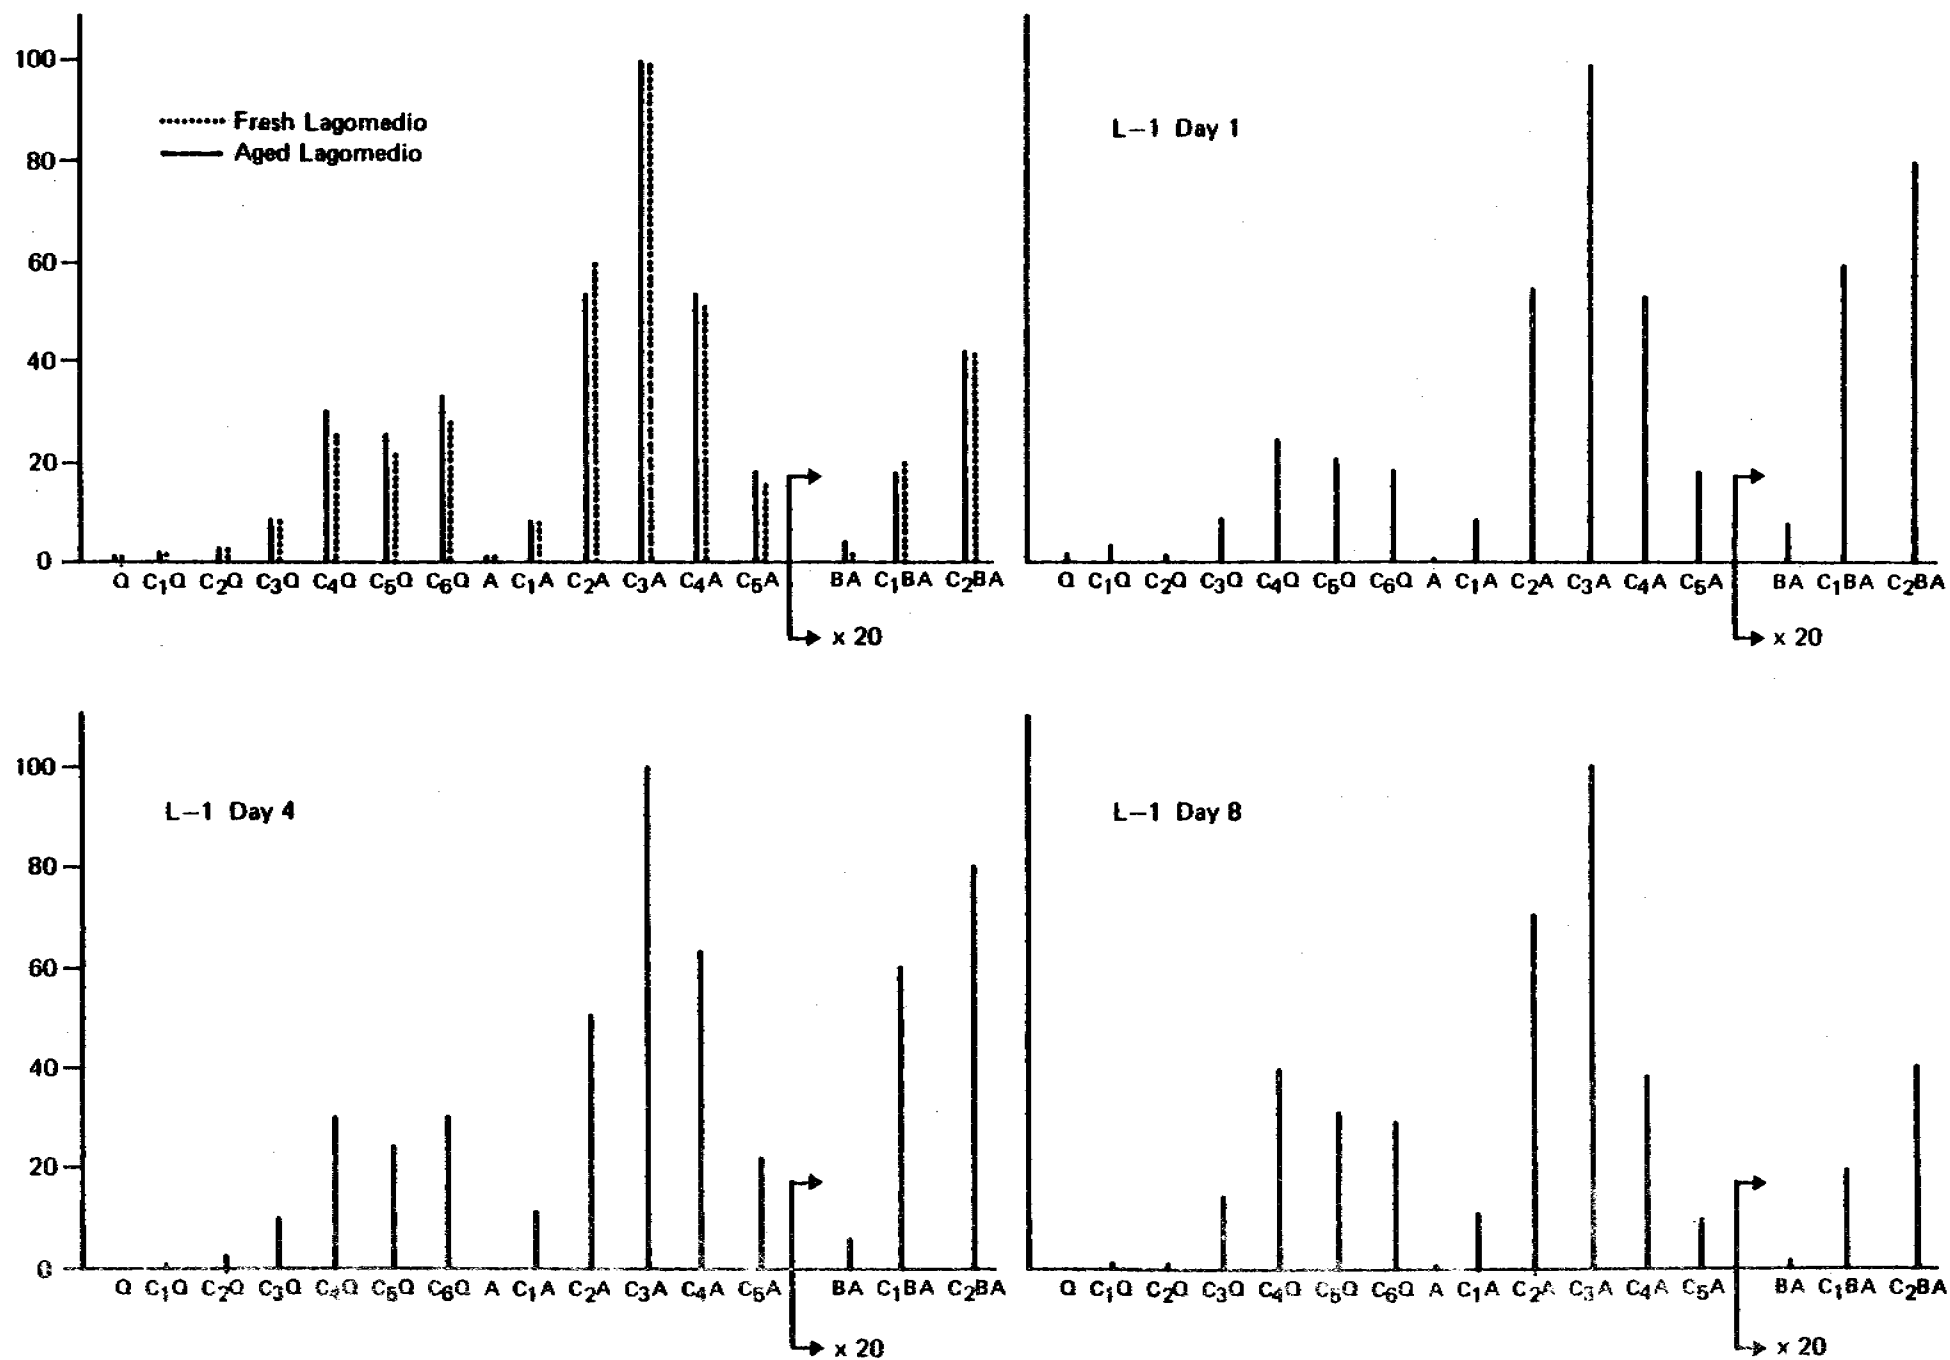 100
80
60
40
20
0
Fresh Lagomedio
Aged Lagomedio
Q C₁Q C₂Q C₃Q C₄Q C₅Q C₆Q A C₁A C₂A C₃A C₄A C₅A BA C₁BA C₂BA
x 20
L–1 Day 1
Q C₁Q C₂Q C₃Q C₄Q C₅Q C₆Q A C₁A C₂A C₃A C₄A C₅A BA C₁BA C₂BA
x 20
100
80
60
40
20
0
L–1 Day 4
Q C₁Q C₂Q C₃Q C₄Q C₅Q C₆Q A C₁A C₂A C₃A C₄A C₅A BA C₁BA C₂BA
x 20
L–1 Day 8
Q C₁Q C₂Q C₃Q C₄Q C₅Q C₆Q A C₁A C₂A C₃A C₄A C₅A BA C₁BA C₂BA
x 20